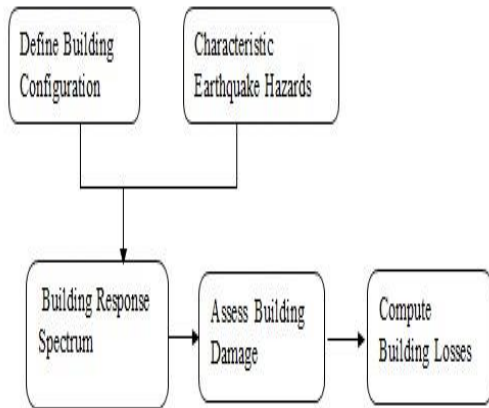 Define Building
Configuration
Characteristic
Earthquake Hazards
Building Response
Spectrum
Assess Building
Damage
Compute
Building Losses